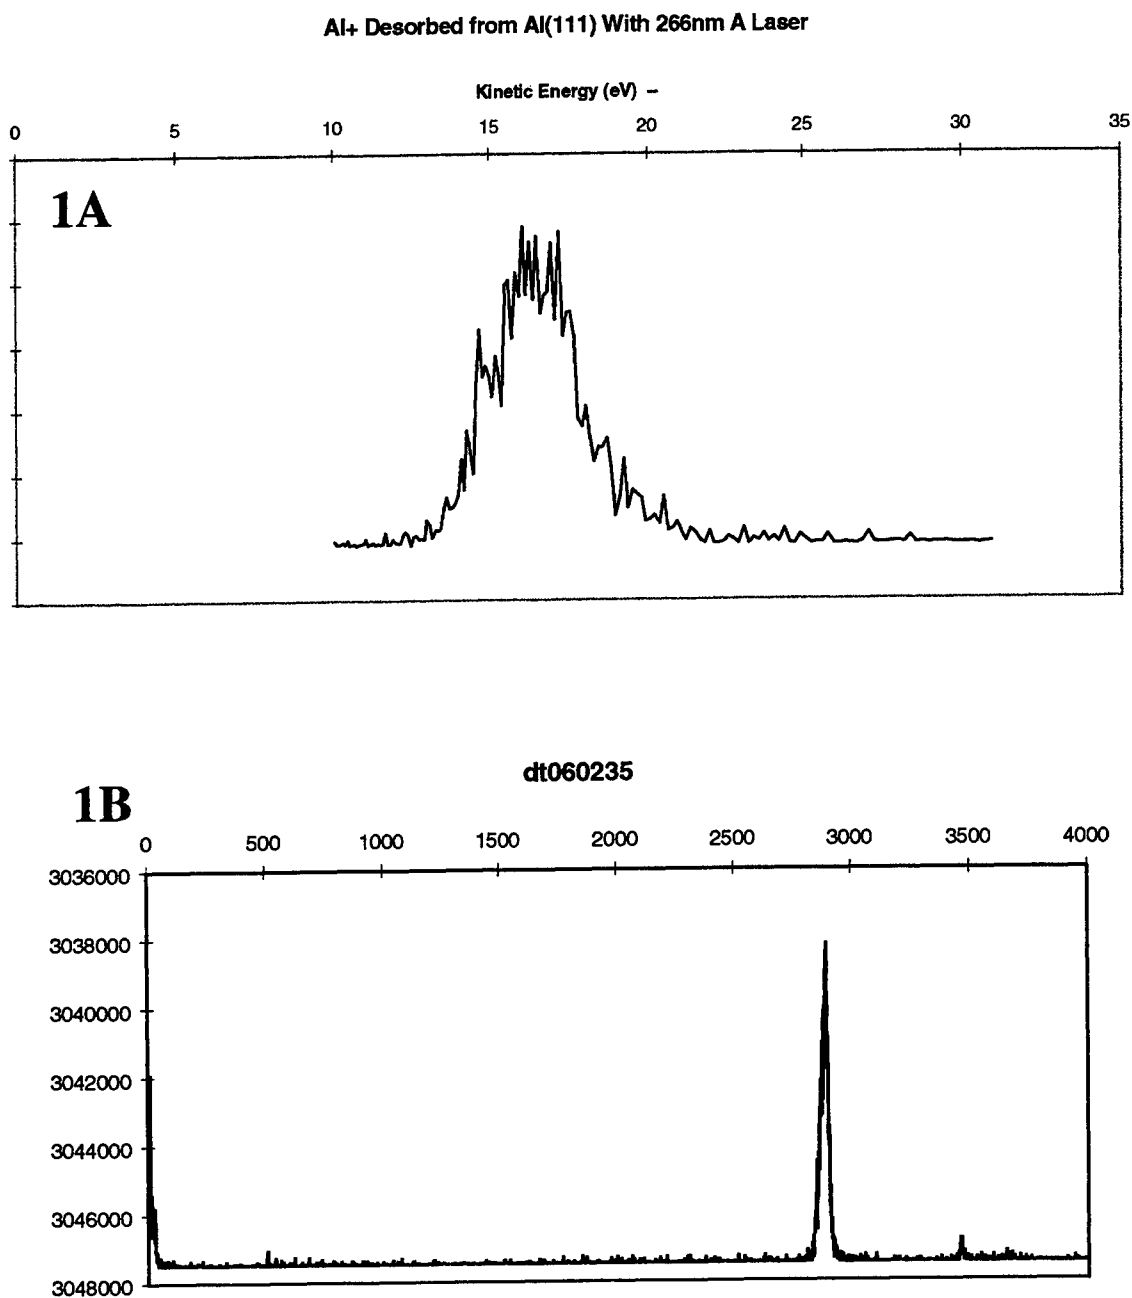 Al+ Desorbed from Al(111) With 266nm A Laser
Kinetic Energy (eV) –
0 5 10 15 20 25 30 35
1A
dt060235
1B
0 500 1000 1500 2000 2500 3000 3500 4000
3036000
3038000
3040000
3042000
3044000
3046000
3048000